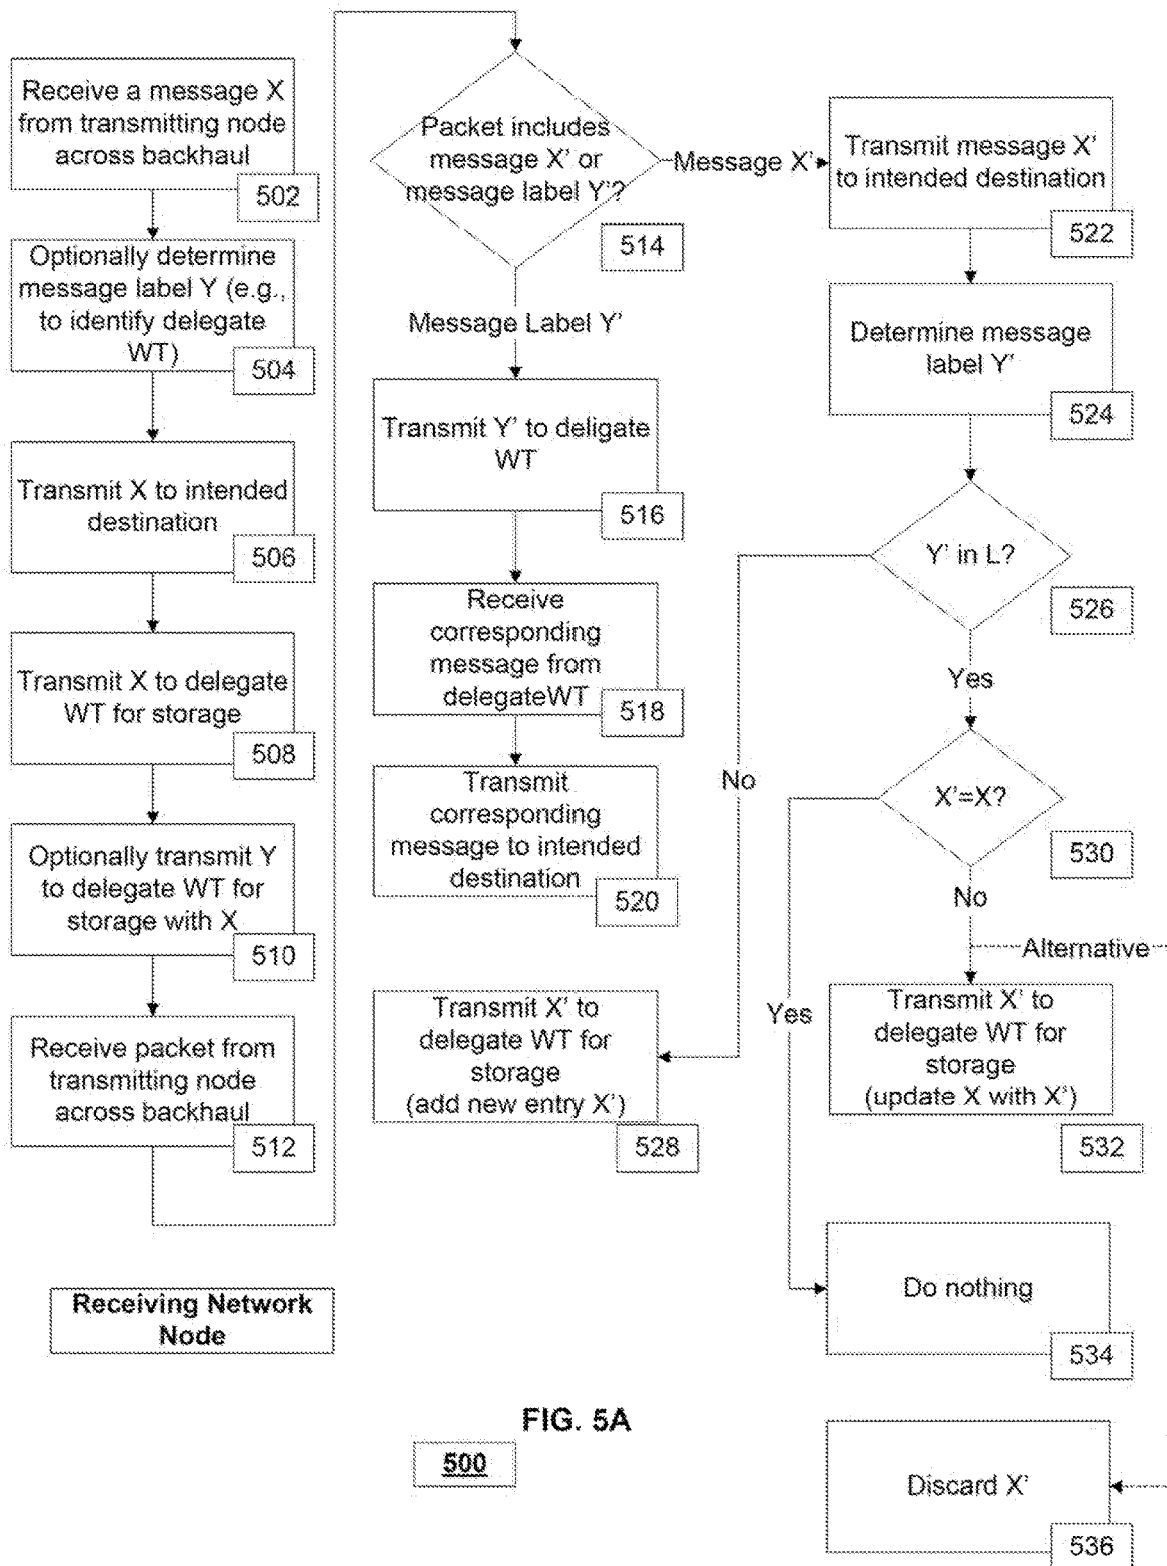 Receive a message X
from transmitting node
across backhaul
502
Optionally determine
message label Y (e.g.,
to identify delegate
WT)
504
Transmit X to intended
destination
506
Transmit X to delegate
WT for storage
508
Optionally transmit Y
to delegate WT for
storage with X
510
Receive packet from
transmitting node
across backhaul
512
Packet includes
message X' or
message label Y'?
514
Message X'
Message Label Y'
Transmit Y' to deligate
WT
516
Receive
corresponding
message from
delegateWT
518
Transmit
corresponding
message to intended
destination
520
Transmit X' to
delegate WT for
storage
(add new entry X')
528
Transmit message X'
to intended destination
522
Determine message
label Y'
524
Y' in L?
526
No
Yes
X'=X?
530
No
Alternative
Yes
Transmit X' to
delegate WT for
storage
(update X with X')
532
Do nothing
534
Discard X'
536
Receiving Network
Node
FIG. 5A
500